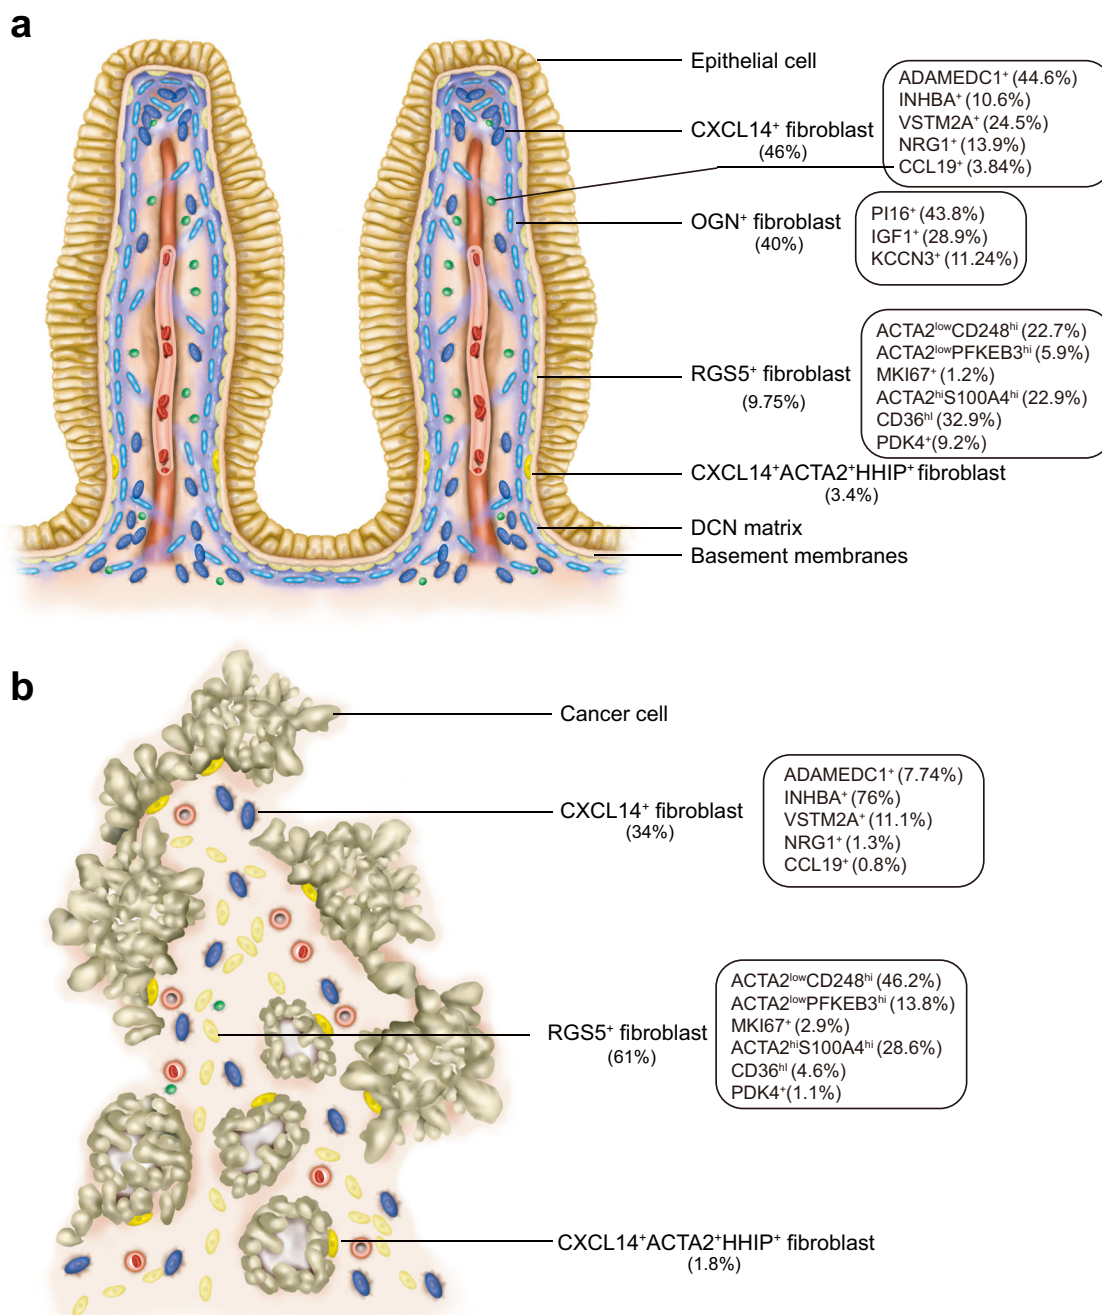 a
Epithelial cell
CXCL14⁺ fibroblast
(46%)
ADAMEDC1⁺ (44.6%)
INHBA⁺ (10.6%)
VSTM2A⁺ (24.5%)
NRG1⁺ (13.9%)
CCL19⁺ (3.84%)
OGN⁺ fibroblast
(40%)
PI16⁺ (43.8%)
IGF1⁺ (28.9%)
KCCN3⁺ (11.24%)
RGS5⁺ fibroblast
(9.75%)
ACTA2ˡᵒʷCD248ʰⁱ (22.7%)
ACTA2ˡᵒʷPFKEB3ʰⁱ (5.9%)
MKI67⁺ (1.2%)
ACTA2ʰⁱS100A4ʰⁱ (22.9%)
CD36ʰˡ (32.9%)
PDK4⁺(9.2%)
CXCL14⁺ACTA2⁺HHIP⁺ fibroblast
(3.4%)
DCN matrix
Basement membranes
b
Cancer cell
CXCL14⁺ fibroblast
(34%)
ADAMEDC1⁺ (7.74%)
INHBA⁺ (76%)
VSTM2A⁺ (11.1%)
NRG1⁺ (1.3%)
CCL19⁺ (0.8%)
RGS5⁺ fibroblast
(61%)
ACTA2ˡᵒʷCD248ʰⁱ (46.2%)
ACTA2ˡᵒʷPFKEB3ʰⁱ (13.8%)
MKI67⁺ (2.9%)
ACTA2ʰⁱS100A4ʰⁱ (28.6%)
CD36ʰˡ (4.6%)
PDK4⁺(1.1%)
CXCL14⁺ACTA2⁺HHIP⁺ fibroblast
(1.8%)